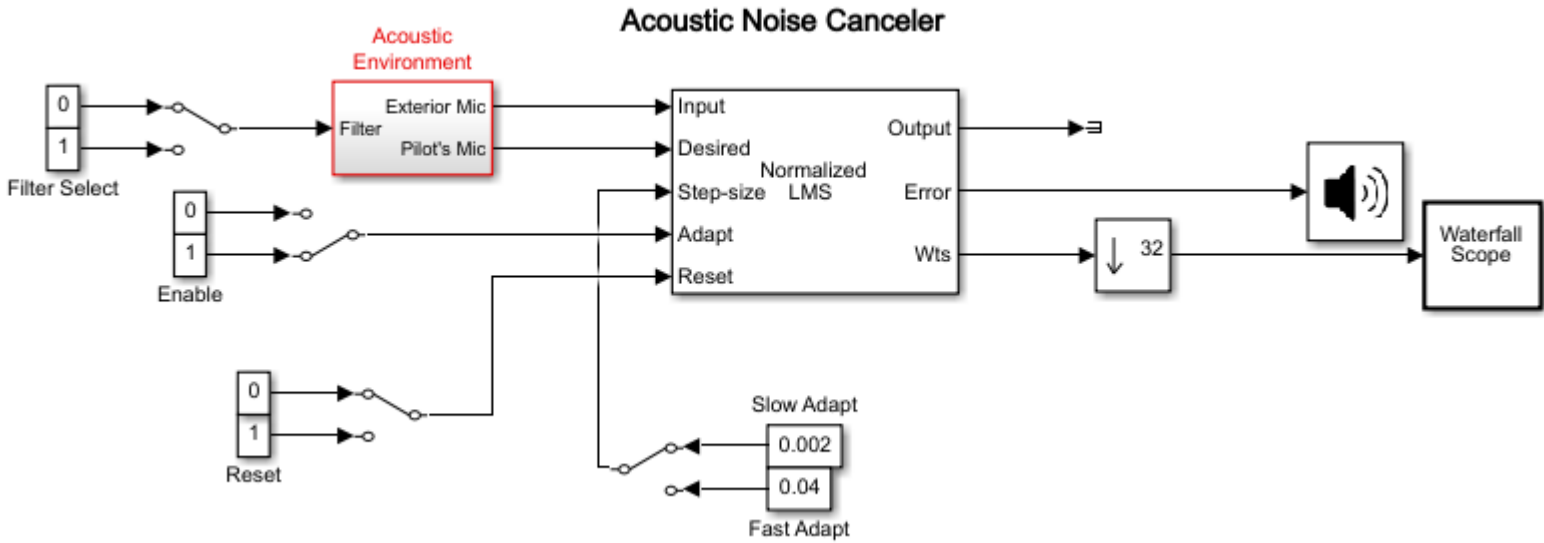 Acoustic Noise Canceler
Acoustic
Environment
0
1
Filter Select
Filter
Exterior Mic
Pilot's Mic
Input
Desired
Step-size
Adapt
Reset
Normalized
LMS
Output
Error
Wts
0
1
Enable
32
Waterfall
Scope
0
1
Reset
Slow Adapt
0.002
0.04
Fast Adapt